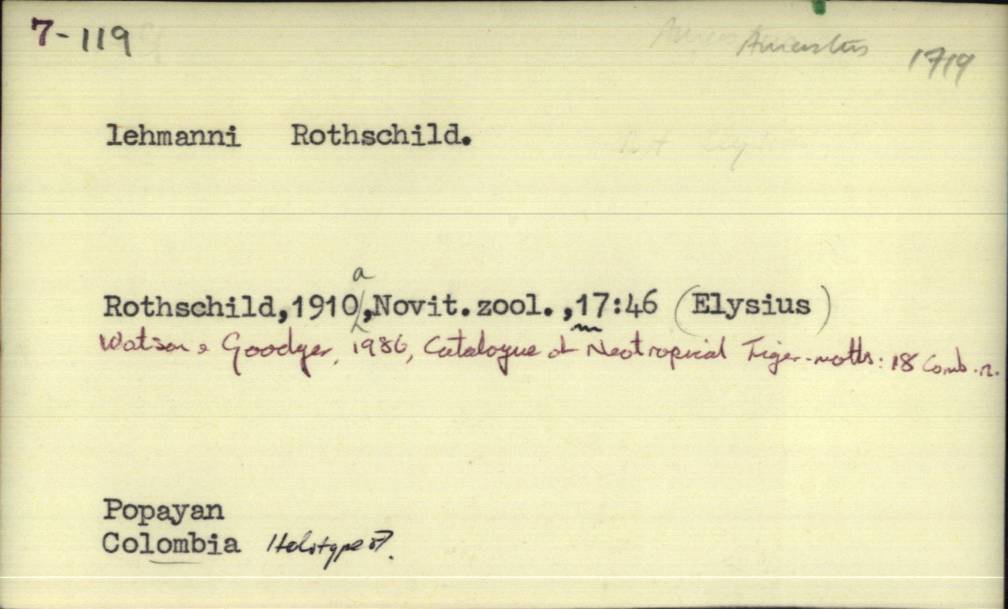 7-119 Amastus 1719
lehmanni Rothschild.
a
Rothschild,1910,Novit.zool.,17:46 (Elysius)
Watson & Goodger, 1986, Catalogue of Neotropical Tiger-moths: 18 Comb. n.
Popayan
Colombia Holotype ♂.